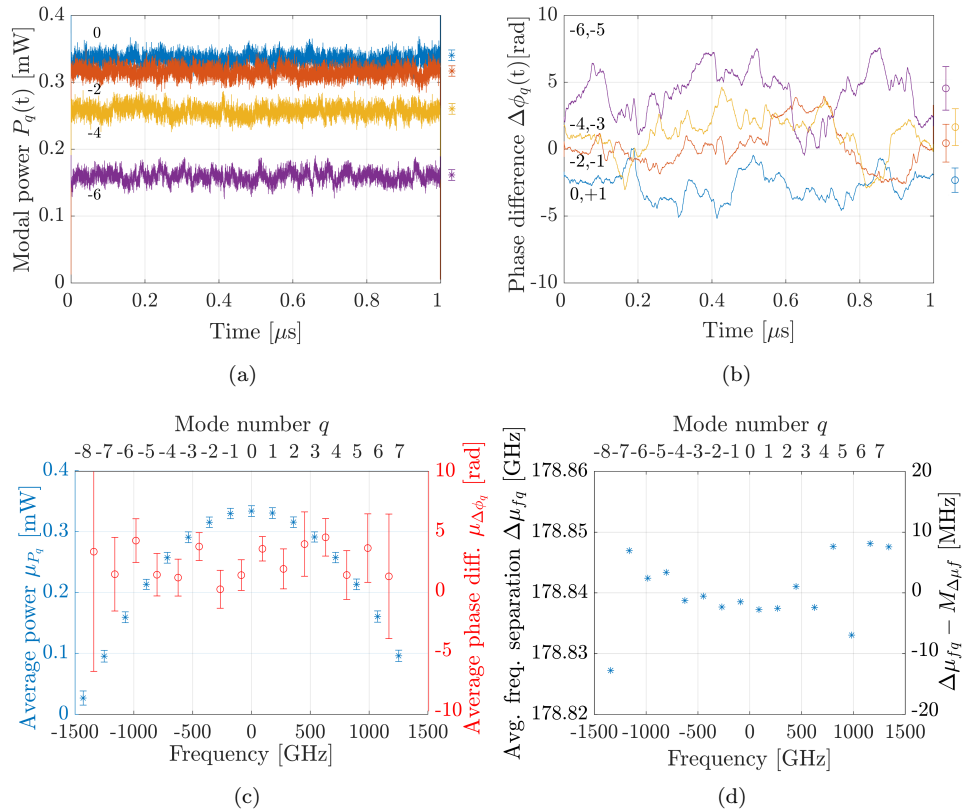 0.4
0.3
0.2
0.1
0
Modal power P_q(t) [mW]
0
-2
-4
-6
0 0.2 0.4 0.6 0.8 1
Time [μs]
(a)
10
5
0
-5
-10
Phase difference Δϕ_q(t)[rad]
-6,-5
-4,-3
-2,-1
0,+1
0 0.2 0.4 0.6 0.8 1
Time [μs]
(b)
Mode number q
-8 -7 -6 -5 -4 -3 -2 -1 0 1 2 3 4 5 6 7
0.4
0.3
0.2
0.1
0
Average power μ_{P_q} [mW]
10
5
0
-5
-10
Average phase diff. μ_{Δϕ_q} [rad]
-1500 -1000 -500 0 500 1000 1500
Frequency [GHz]
(c)
Mode number q
-8 -7 -6 -5 -4 -3 -2 -1 0 1 2 3 4 5 6 7
178.86
178.85
178.84
178.83
178.82
Avg. freq. separation Δμ_{fq} [GHz]
20
10
0
-10
-20
Δμ_{fq} − M_{Δμf} [MHz]
-1500 -1000 -500 0 500 1000 1500
Frequency [GHz]
(d)